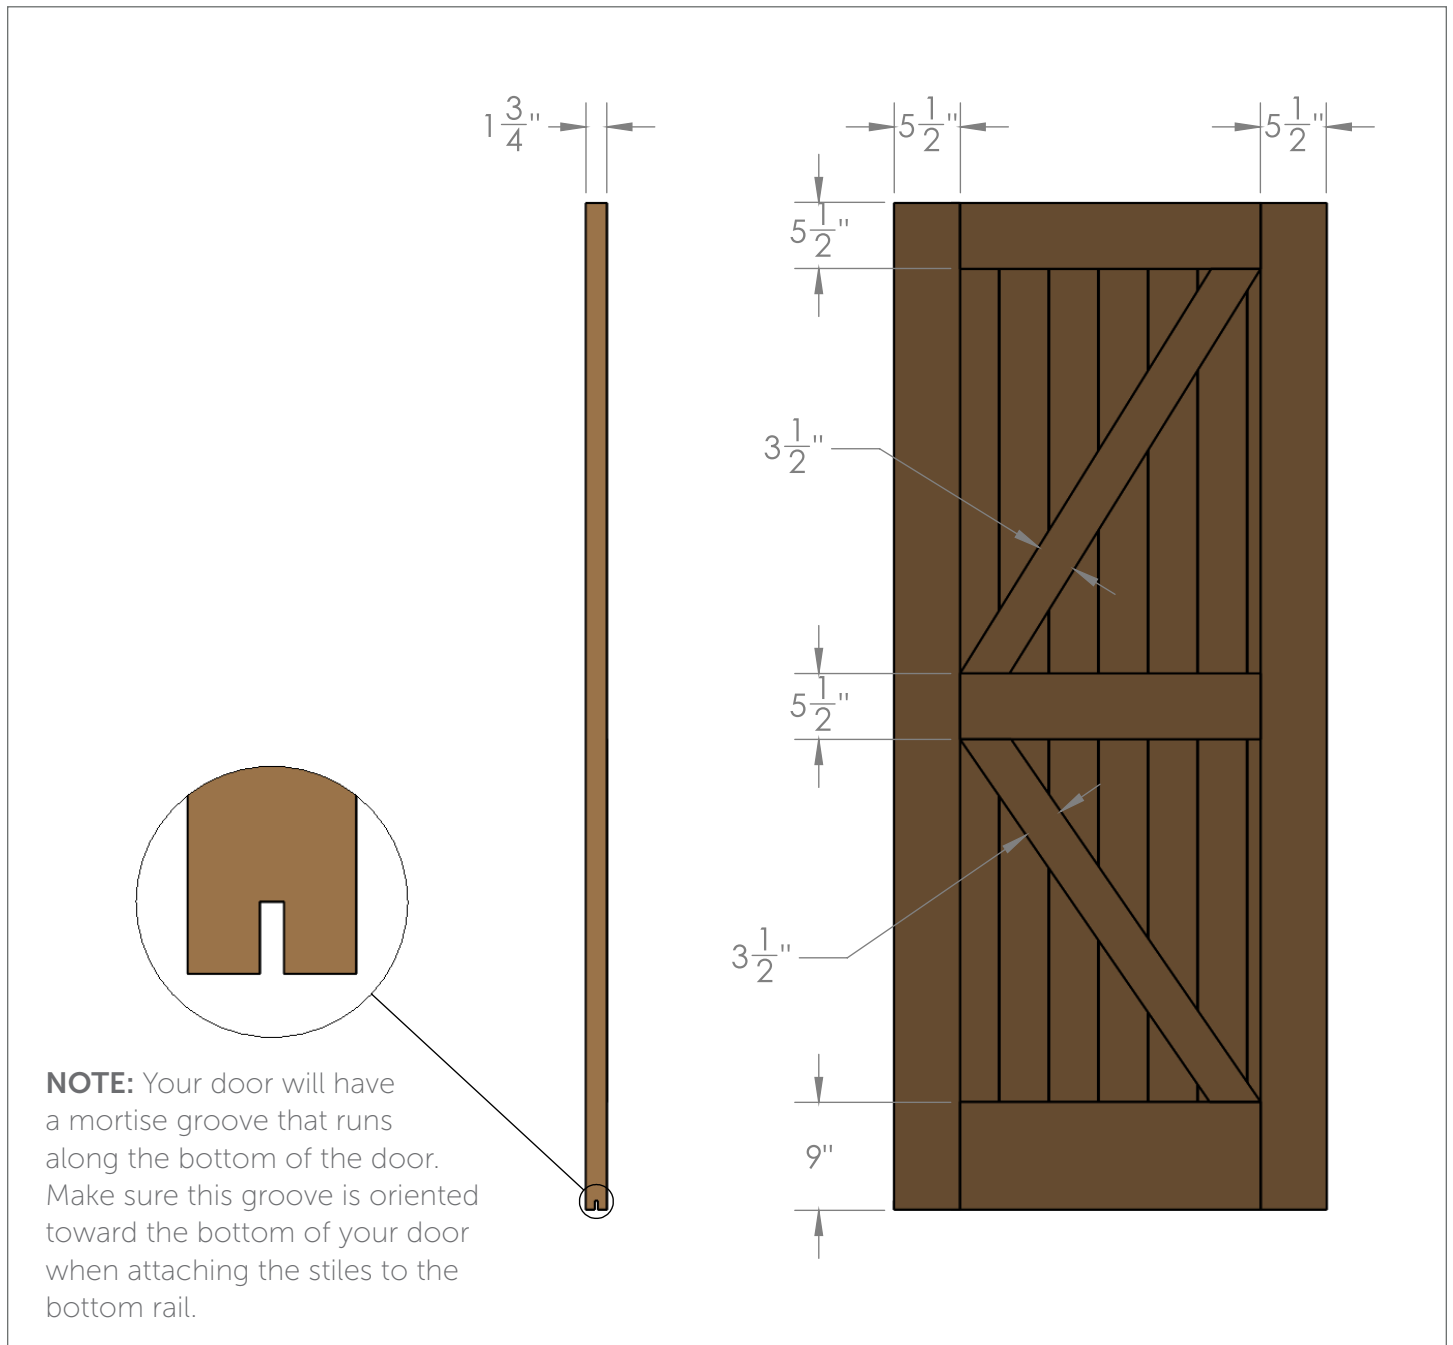 1 3/4"
5 1/2"
5 1/2"
5 1/2"
3 1/2"
5 1/2"
3 1/2"
9"
NOTE: Your door will have
a mortise groove that runs
along the bottom of the door.
Make sure this groove is oriented
toward the bottom of your door
when attaching the stiles to the
bottom rail.